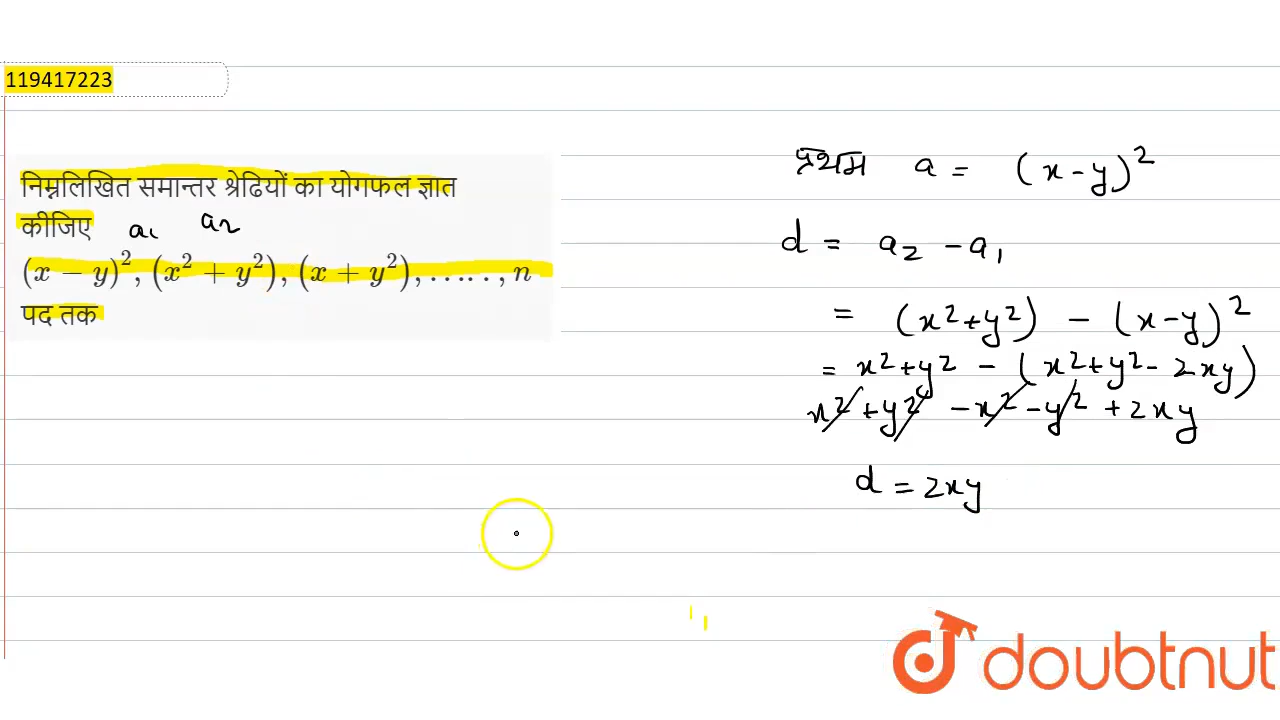 119417223
निम्नलिखित समान्तर श्रेढियों का योगफल ज्ञात
कीजिए a₁ a₂
(x − y)², (x² + y²), (x + y²), ……, n
पद तक
प्रथम a = (x-y)²
d = a₂ - a₁
= (x²+y²) - (x-y)²
= x²+y² - (x²+y²- 2xy)
x² +y² -x² -y² +2xy
d = 2xy
doubtnut